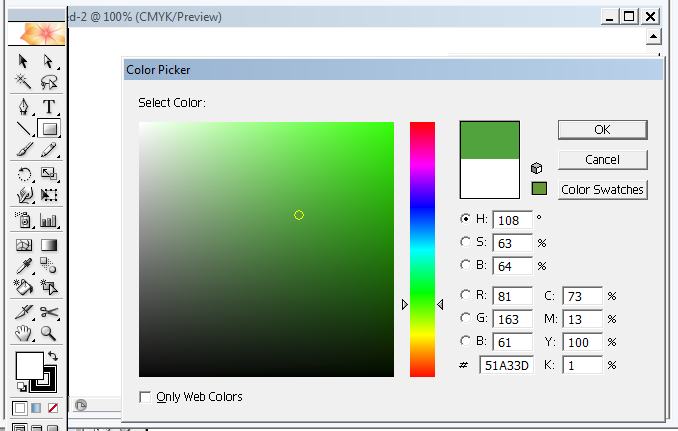 ed-2 @ 100% (CMYK/Preview)
Color Picker
Select Color:
OK
Cancel
Color Swatches
H: 108 °
S: 63 %
B: 64 %
R: 81 C: 73 %
G: 163 M: 13 %
B: 61 Y: 100 %
# 51A33D K: 1 %
Only Web Colors
T